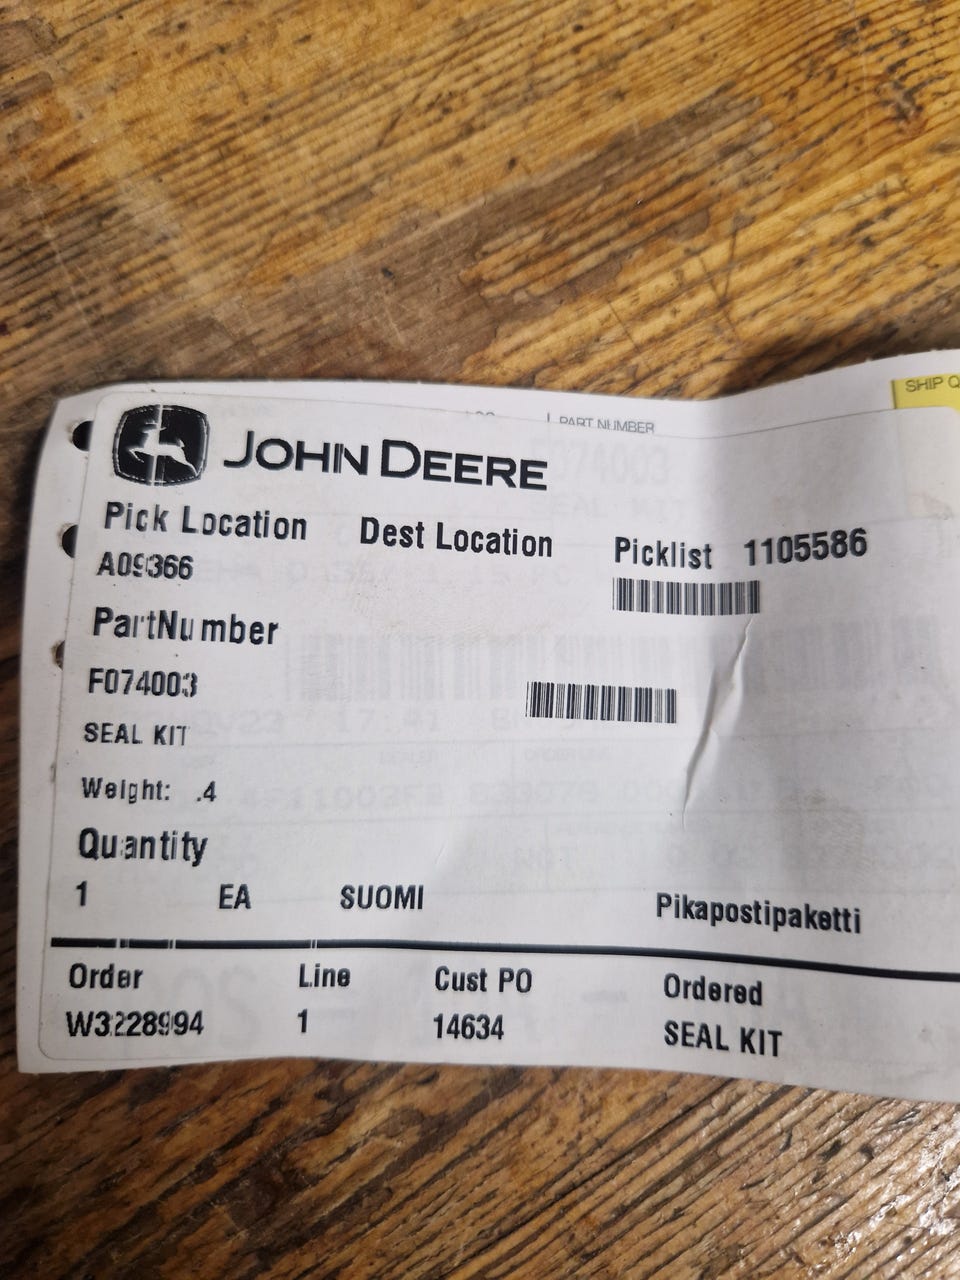 SHIP Q
PART NUMBER
JOHN DEERE
Pick Location Dest Location Picklist 1105586
A09366
PartNumber
F074003
SEAL KIT
Weight: .4
Quantity
1 EA SUOMI Pikapostipaketti
Order Line Cust PO Ordered
W3228994 1 14634 SEAL KIT